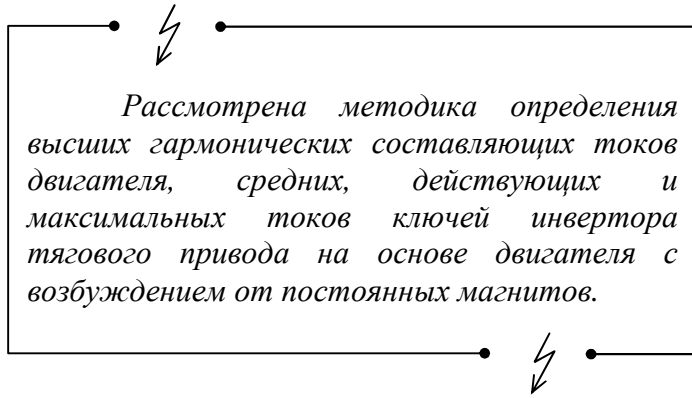 Рассмотрена методика определения
высших гармонических составляющих токов
двигателя, средних, действующих и
максимальных токов ключей инвертора
тягового привода на основе двигателя с
возбуждением от постоянных магнитов.